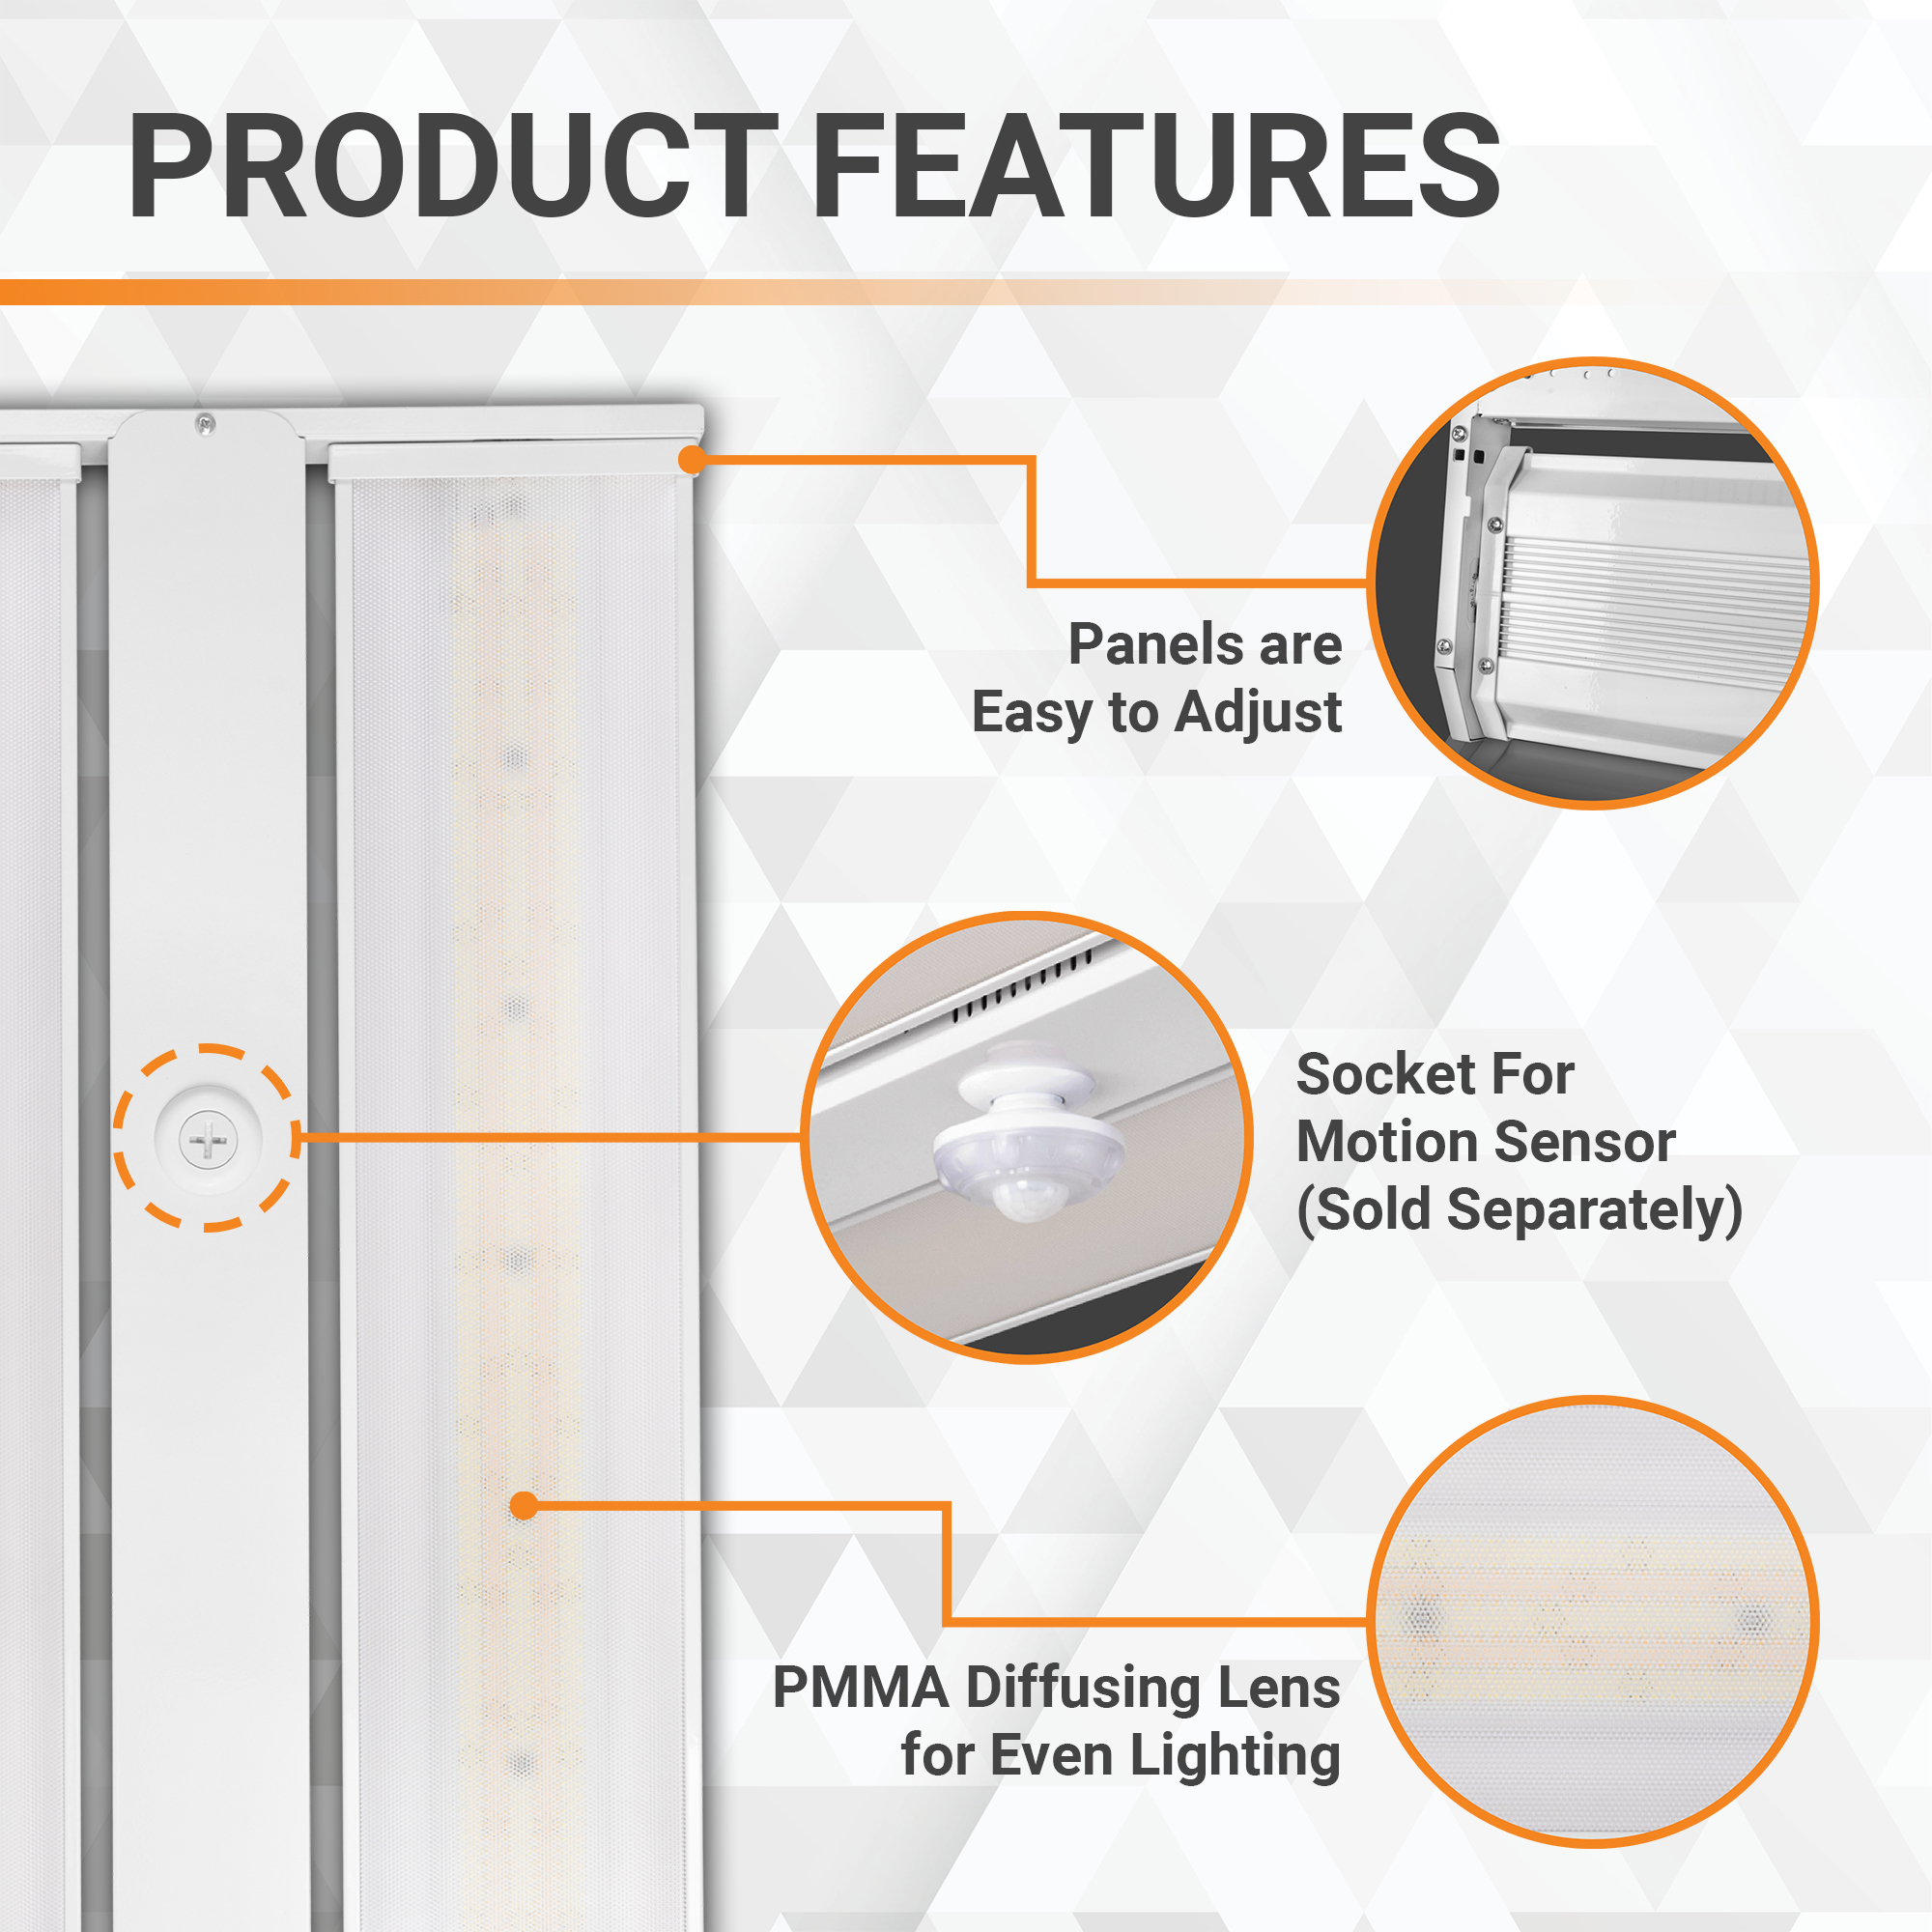 PRODUCT FEATURES
Panels are
Easy to Adjust
Socket For
Motion Sensor
(Sold Separately)
PMMA Diffusing Lens
for Even Lighting